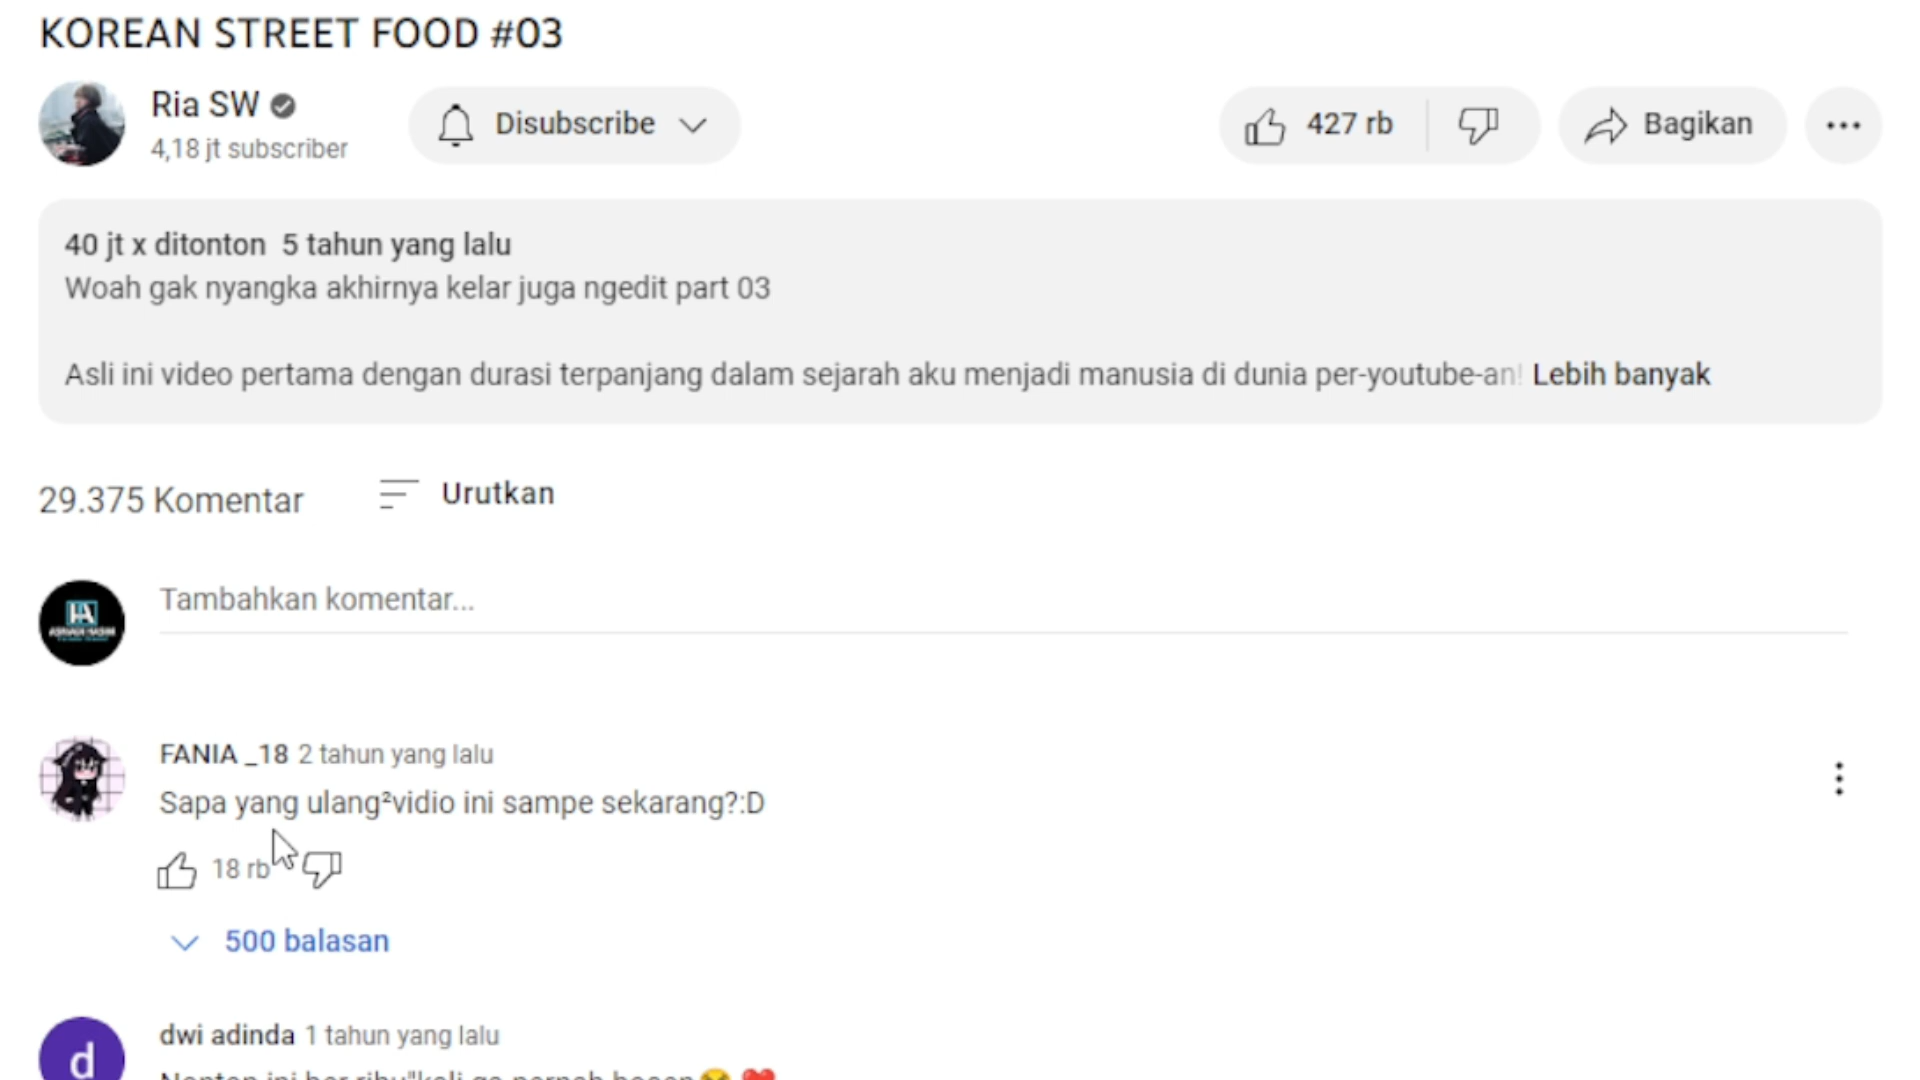 KOREAN STREET FOOD #03
Ria SW
4,18 jt subscriber
Disubscribe
427 rb
Bagikan
40 jt x ditonton 5 tahun yang lalu
Woah gak nyangka akhirnya kelar juga ngedit part 03
Asli ini video pertama dengan durasi terpanjang dalam sejarah aku menjadi manusia di dunia per-youtube-an! Lebih banyak
29.375 Komentar
Urutkan
Tambahkan komentar...
FANIA _18 2 tahun yang lalu
Sapa yang ulang²vidio ini sampe sekarang?:D
18 rb
500 balasan
d
dwi adinda 1 tahun yang lalu